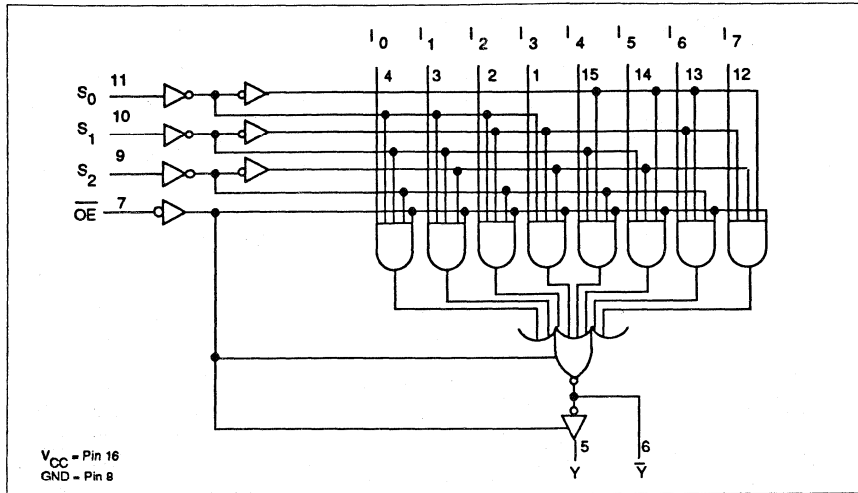 I0 I1 I2 I3 I4 I5 I6 I7
4 3 2 1 15 14 13 12
S0 11
S1 10
S2 9
OE 7
5 6
Y Y
VCC = Pin 16
GND = Pin 8